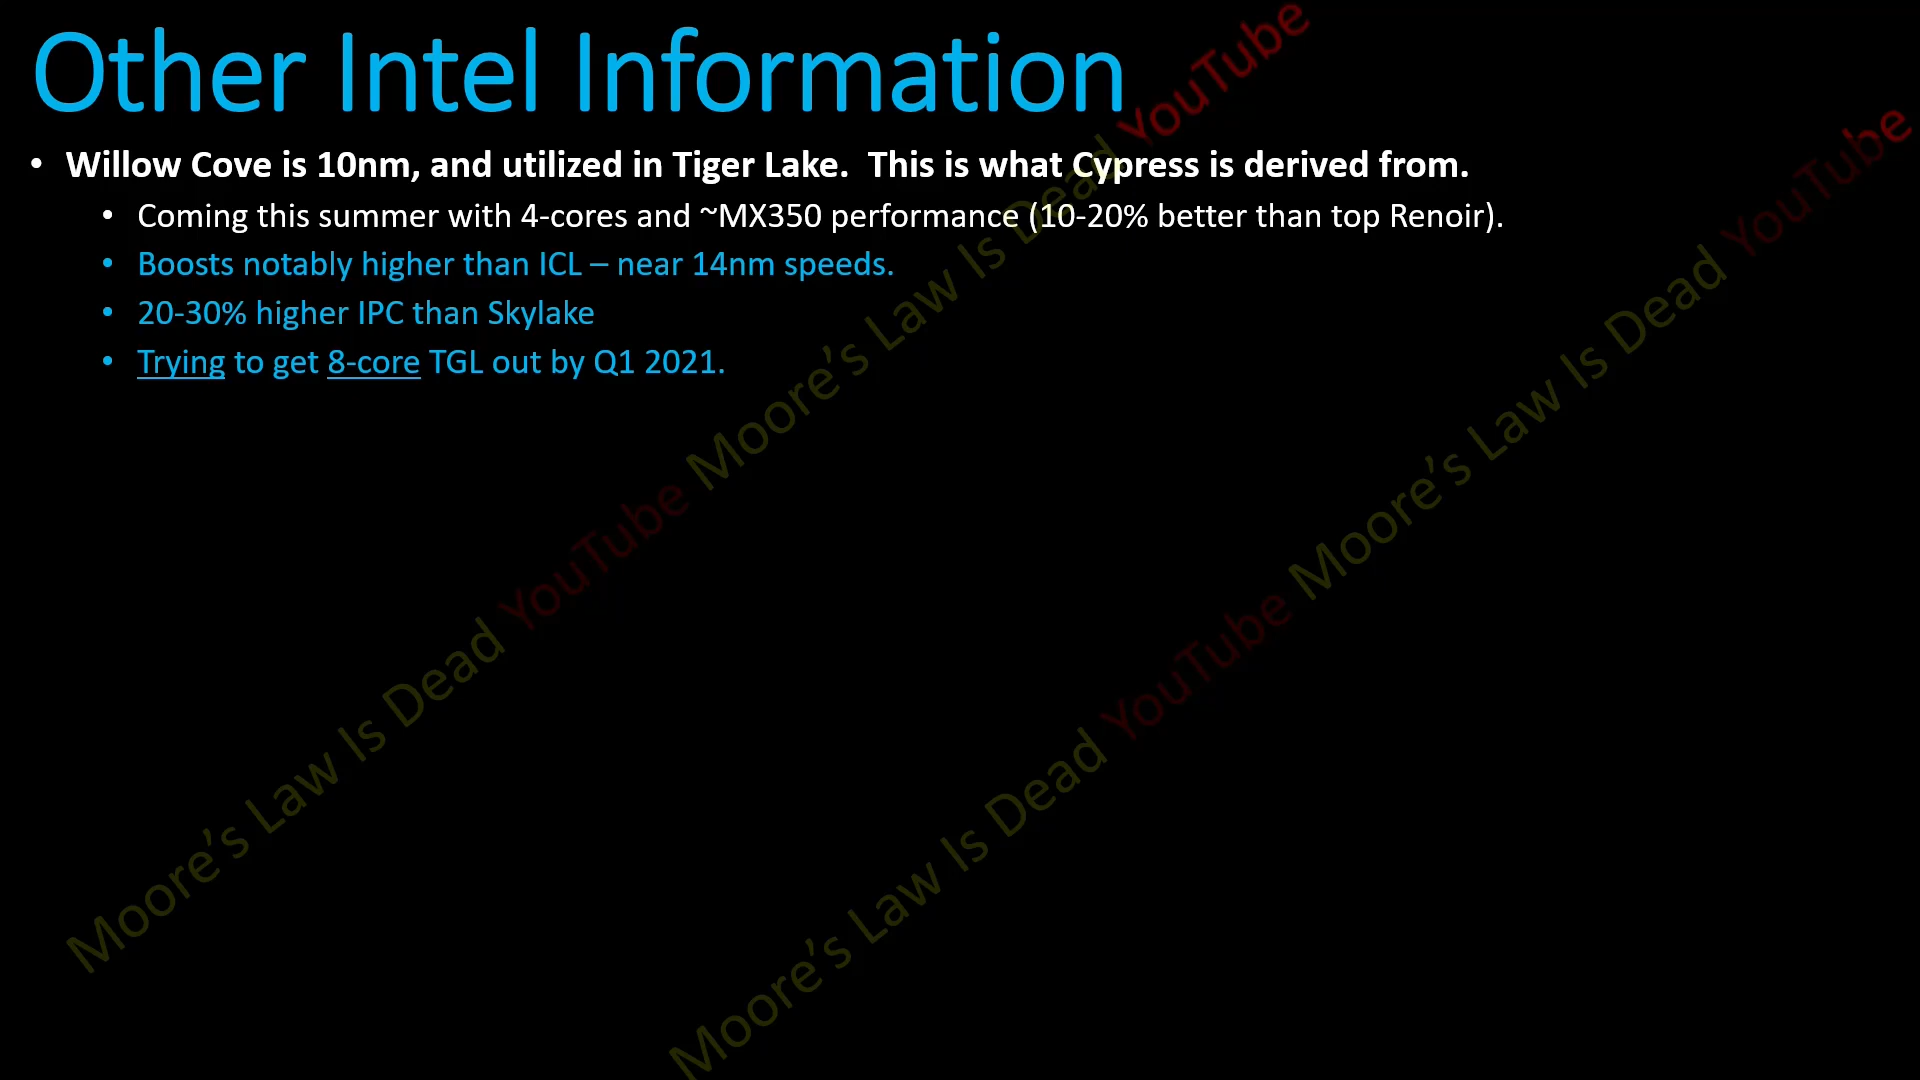 Other Intel Information
• Willow Cove is 10nm, and utilized in Tiger Lake.  This is what Cypress is derived from.
• Coming this summer with 4-cores and ~MX350 performance (10-20% better than top Renoir).
• Boosts notably higher than ICL – near 14nm speeds.
• 20-30% higher IPC than Skylake
• Trying to get 8-core TGL out by Q1 2021.
Moore's Law Is Dead YouTube Moore's Law Is Dead YouTube
Moore's Law Is Dead YouTube Moore's Law Is Dead YouTube